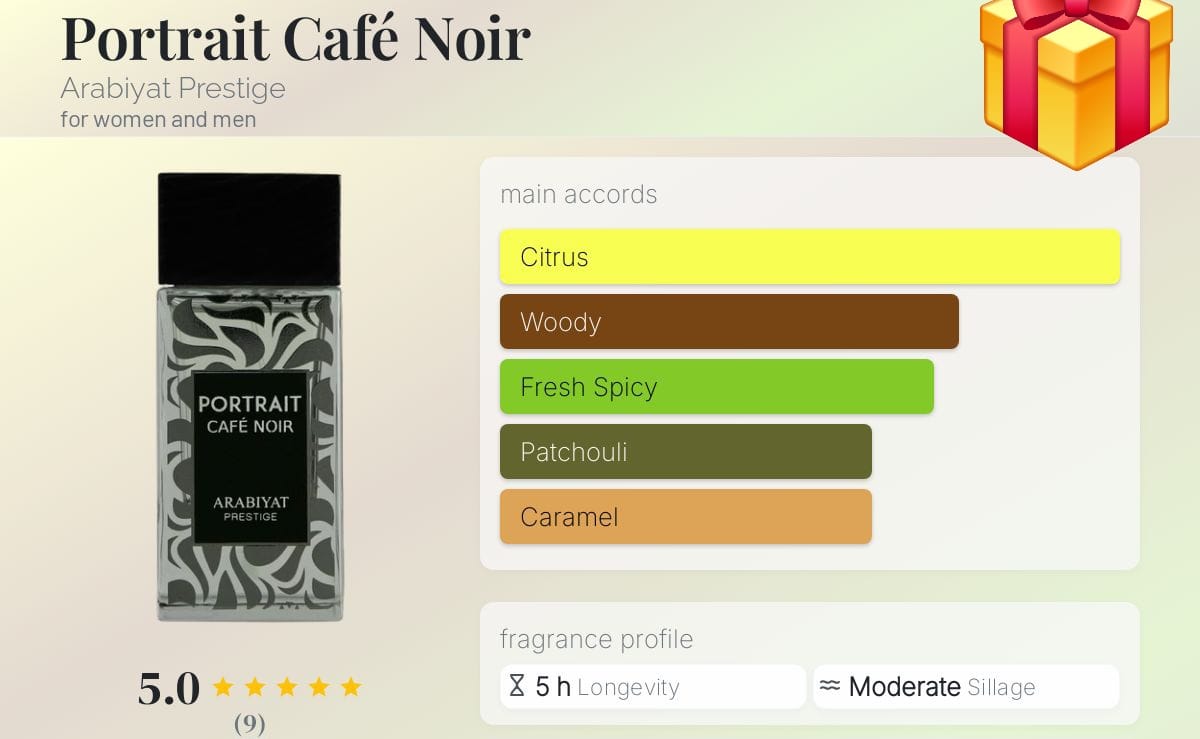 Portrait Café Noir
Arabiyat Prestige
for women and men
main accords
Citrus
Woody
Fresh Spicy
Patchouli
Caramel
PORTRAIT
CAFÉ NOIR
ARABIYAT
PRESTIGE
fragrance profile
5 h Longevity
Moderate Sillage
5.0
(9)